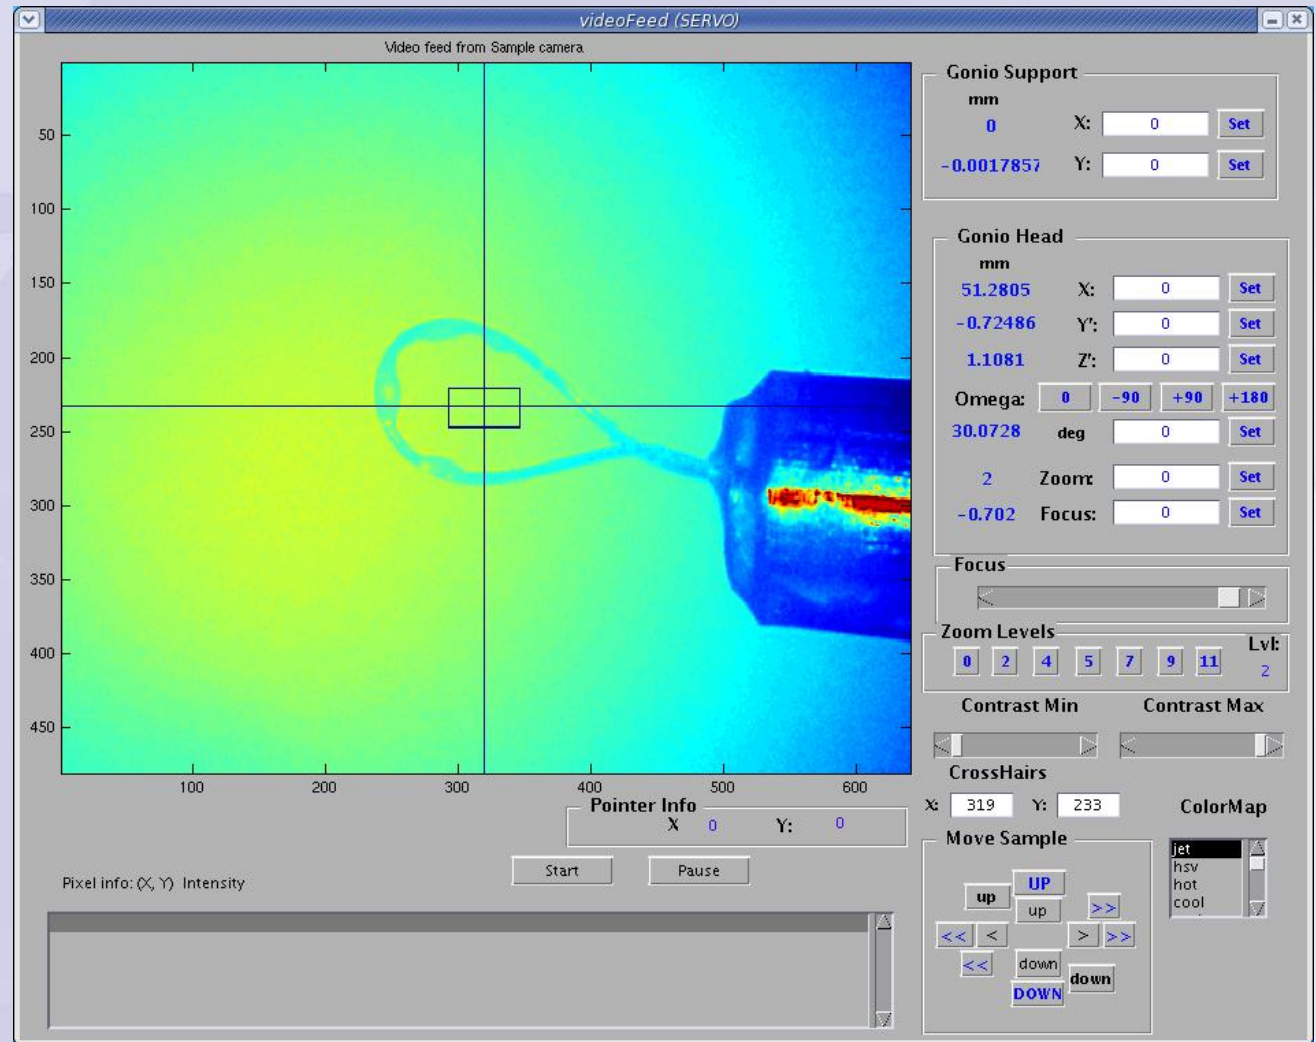 videoFeed (SERVO)
Video feed from Sample camera
50
100
150
200
250
300
350
400
450
100 200 300 400 500 600
Pointer Info
X 0 Y: 0
Start Pause
Pixel info: (X, Y) Intensity
Gonio Support
mm
0 X: 0 Set
-0.0017857 Y: 0 Set
Gonio Head
mm
51.2805 X: 0 Set
-0.72486 Y': 0 Set
1.1081 Z': 0 Set
Omega: 0 -90 +90 +180
30.0728 deg 0 Set
2 Zoom: 0 Set
-0.702 Focus: 0 Set
Focus
Zoom Levels
Lvl:
0 2 4 5 7 9 11 2
Contrast Min Contrast Max
CrossHairs
X: 319 Y: 233
ColorMap
jet
hsv
hot
cool
Move Sample
UP
up
up >>
<< < > >>
<< down down
DOWN